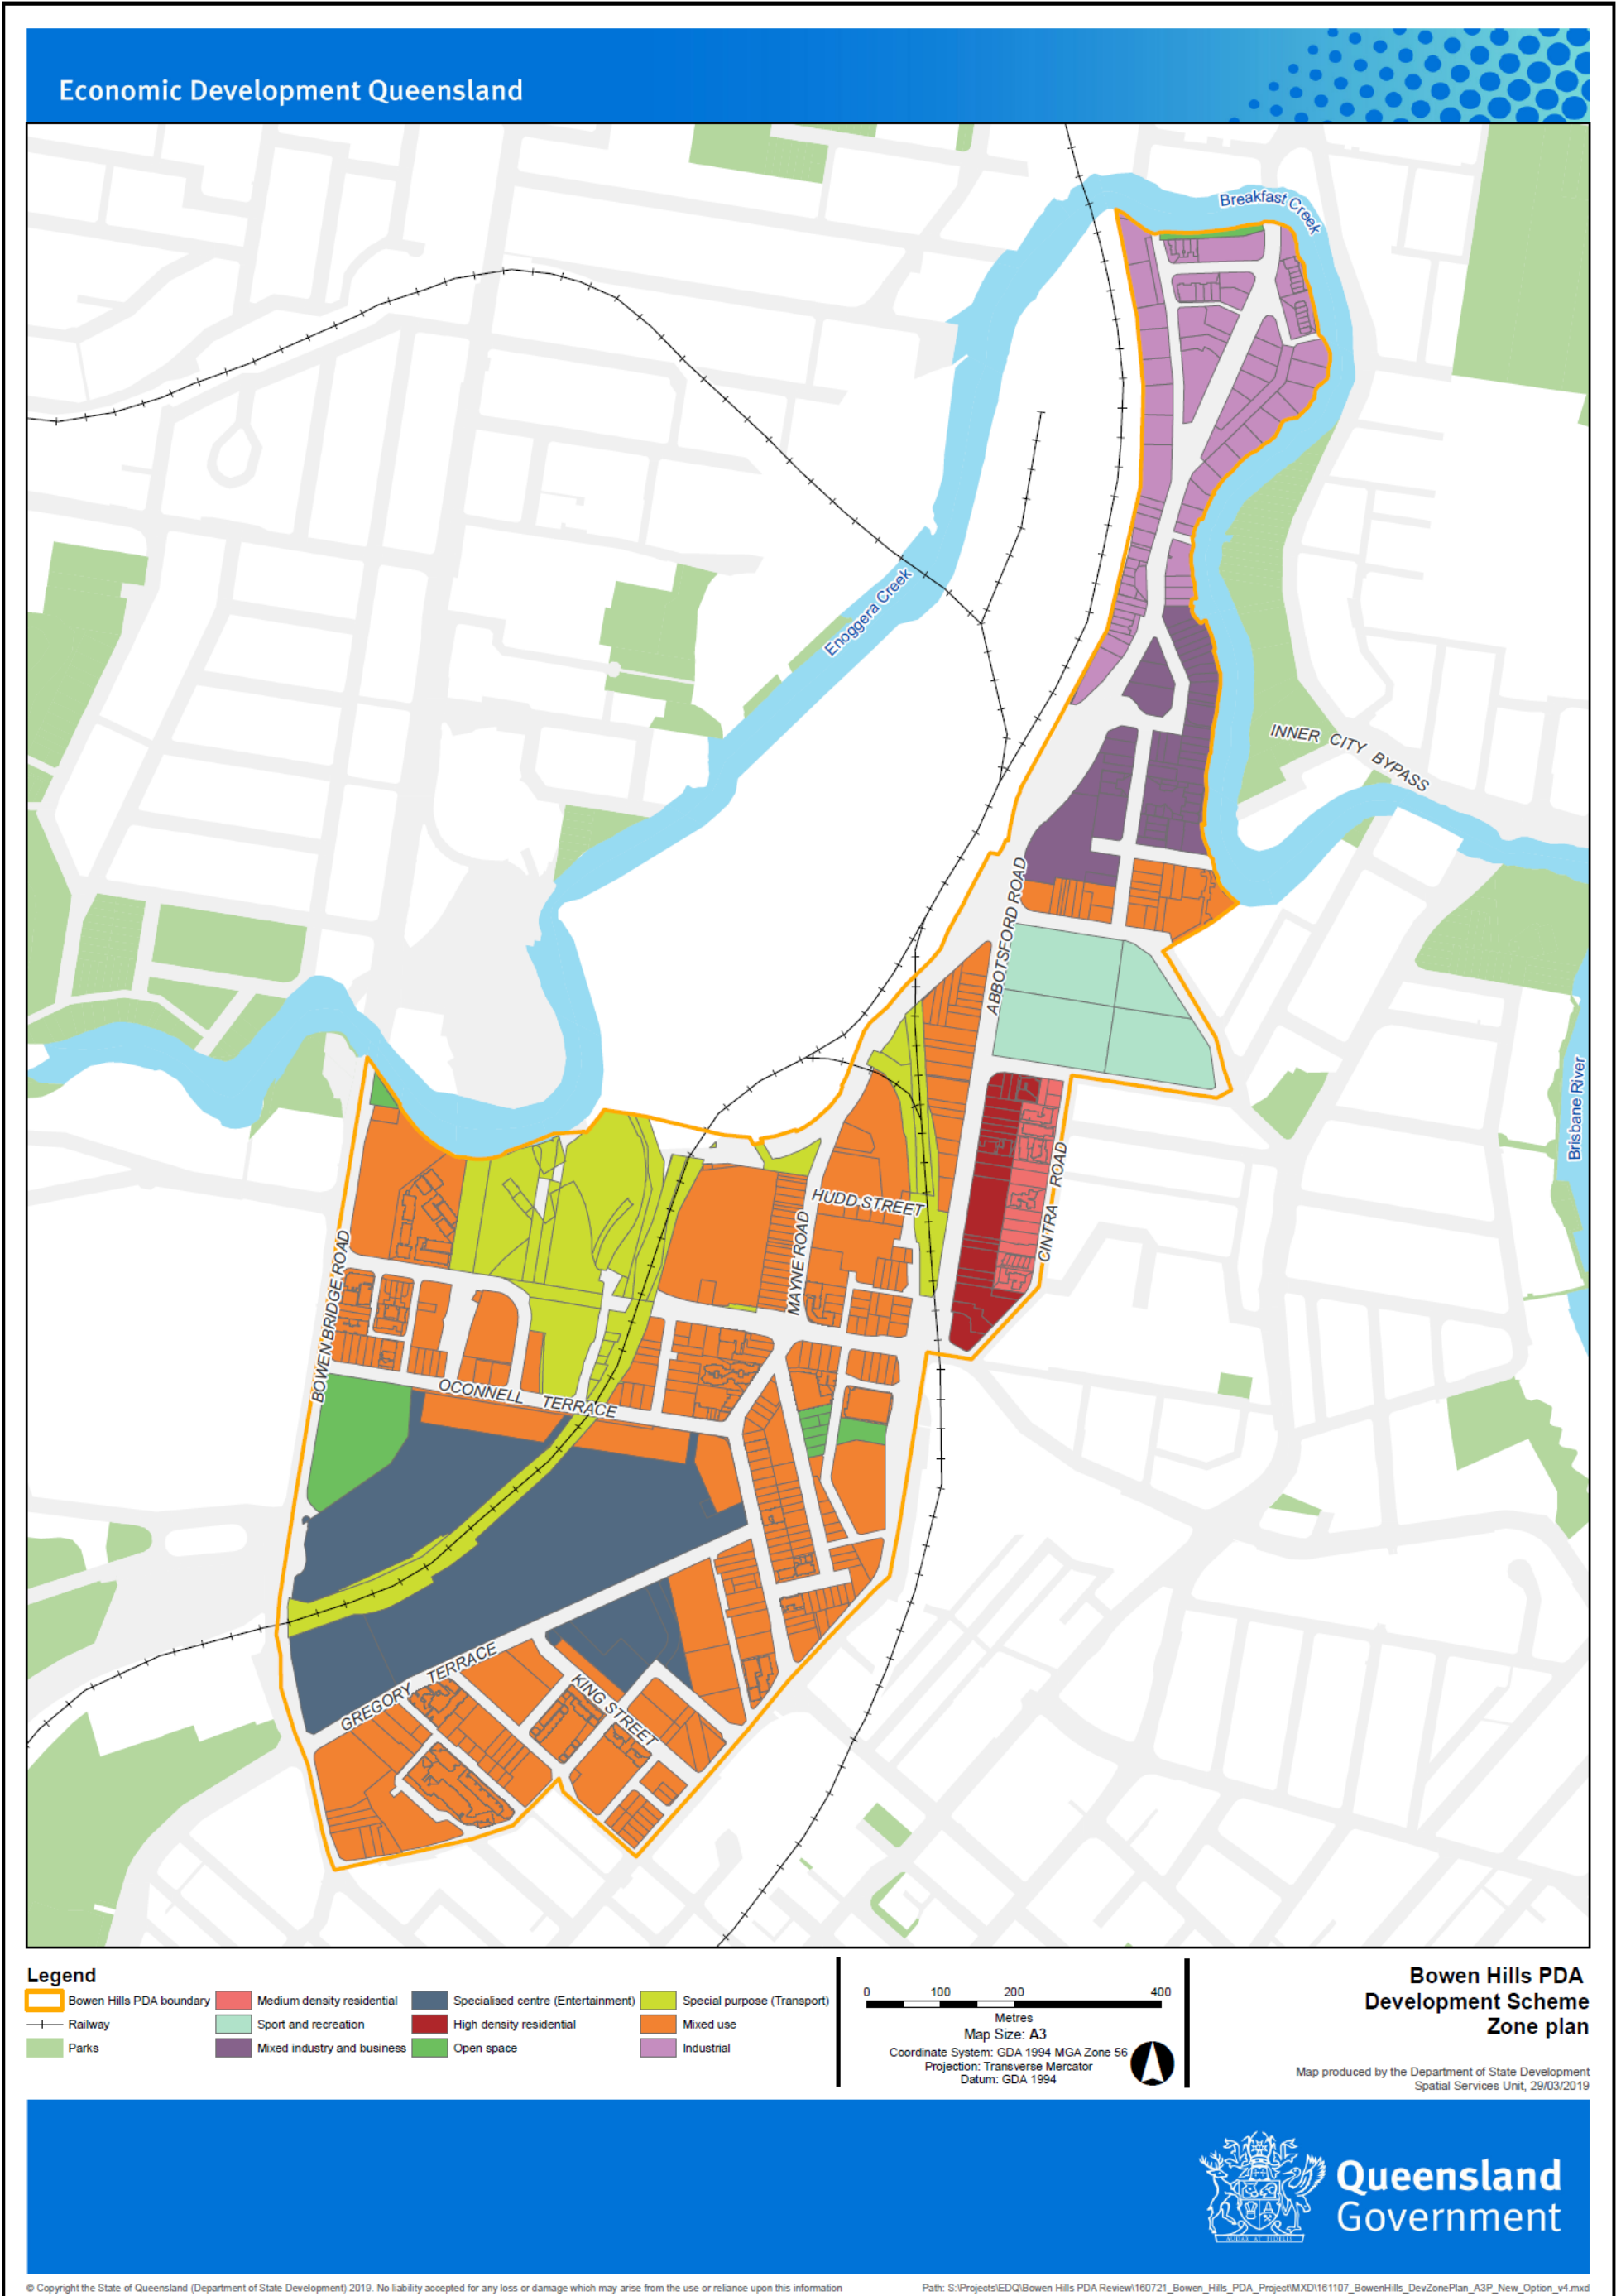 Economic Development Queensland
Breakfast Creek
Enoggera Creek
INNER CITY BYPASS
ABBOTSFORD ROAD
Brisbane River
CINTRA ROAD
HUDD STREET
MAYNE ROAD
BOWEN BRIDGE ROAD
OCONNELL TERRACE
GREGORY TERRACE
KING STREET
Legend
Bowen Hills PDA boundary
Railway
Parks
Medium density residential
Sport and recreation
Mixed industry and business
Specialised centre (Entertainment)
High density residential
Open space
Special purpose (Transport)
Mixed use
Industrial
0 100 200 400
Metres
Map Size: A3
Coordinate System: GDA 1994 MGA Zone 56
Projection: Transverse Mercator
Datum: GDA 1994
Bowen Hills PDA
Development Scheme
Zone plan
Map produced by the Department of State Development
Spatial Services Unit, 29/03/2019
Queensland
Government
© Copyright the State of Queensland (Department of State Development) 2019. No liability accepted for any loss or damage which may arise from the use or reliance upon this information
Path: S:\Projects\EDQ\Bowen Hills PDA Review\160721_Bowen_Hills_PDA_Project\MXD\161107_BowenHills_DevZonePlan_A3P_New_Option_v4.mxd